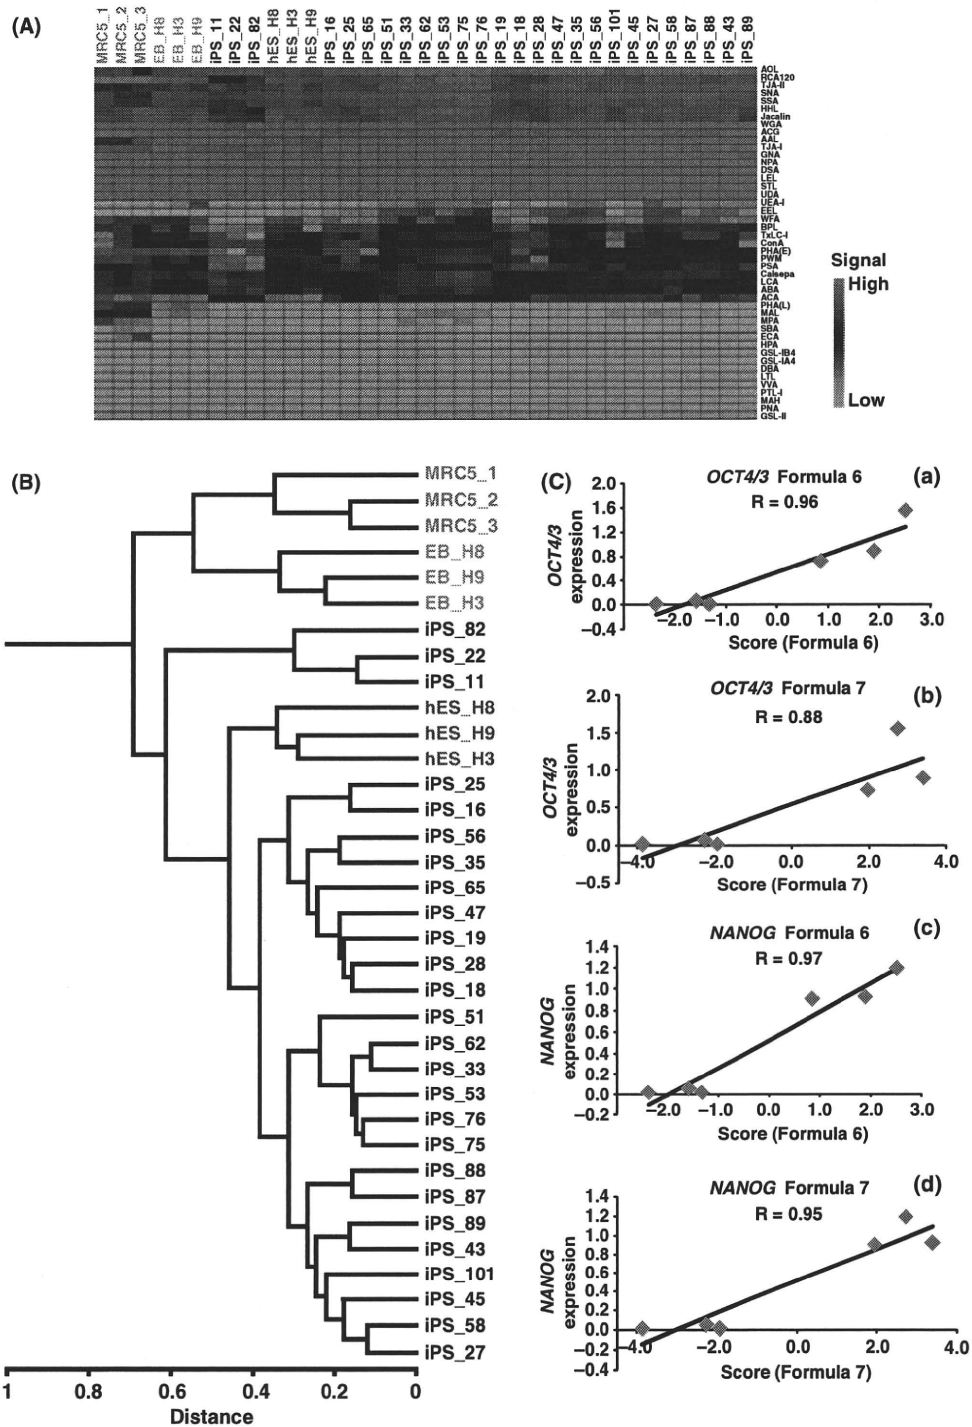 (A)
MRC5_1
MRC5_2
MRC5_3
EB_H8
EB_H3
EB_H9
iPS_11
iPS_22
iPS_82
hES_H8
hES_H3
hES_H9
iPS_16
iPS_25
iPS_65
iPS_51
iPS_33
iPS_62
iPS_53
iPS_75
iPS_76
iPS_19
iPS_18
iPS_28
iPS_47
iPS_35
iPS_56
iPS_101
iPS_45
iPS_27
iPS_58
iPS_87
iPS_88
iPS_43
iPS_89
AOL
RCA120
TJA-II
SNA
SSA
HHL
Jacalin
WGA
ACG
AAL
TJA-I
GNA
NPA
DSA
LEL
STL
UDA
UEA-I
EEL
WFA
BPL
TxLC-I
ConA
PHA(E)
PWM
PSA
Calsepa
LCA
ABA
ACA
PHA(L)
MAL
MPA
SBA
ECA
HPA
GSL-IB4
GSL-IA4
DBA
LTL
VVA
PTL-I
MAH
PNA
GSL-II
Signal
High
Low
(B)
MRC5_1
MRC5_2
MRC5_3
EB_H8
EB_H9
EB_H3
iPS_82
iPS_22
iPS_11
hES_H8
hES_H9
hES_H3
iPS_25
iPS_16
iPS_56
iPS_35
iPS_65
iPS_47
iPS_19
iPS_28
iPS_18
iPS_51
iPS_62
iPS_33
iPS_53
iPS_76
iPS_75
iPS_88
iPS_87
iPS_89
iPS_43
iPS_101
iPS_45
iPS_58
iPS_27
1 0.8 0.6 0.4 0.2 0
Distance
(C)
(a)
OCT4/3 Formula 6
R = 0.96
OCT4/3
expression
2.0
1.6
1.2
0.8
0.4
0.0
−0.4
−2.0 −1.0 0.0 1.0 2.0 3.0
Score (Formula 6)
(b)
OCT4/3 Formula 7
R = 0.88
OCT4/3
expression
2.0
1.5
1.0
0.5
0.0
−0.5
−4.0 −2.0 0.0 2.0 4.0
Score (Formula 7)
(c)
NANOG Formula 6
R = 0.97
NANOG
expression
1.4
1.2
1.0
0.8
0.6
0.4
0.2
0.0
−0.2
−2.0 −1.0 0.0 1.0 2.0 3.0
Score (Formula 6)
(d)
NANOG Formula 7
R = 0.95
NANOG
expression
1.4
1.2
1.0
0.8
0.6
0.4
0.2
0.0
−0.2
−0.4
−4.0 −2.0 0.0 2.0 4.0
Score (Formula 7)